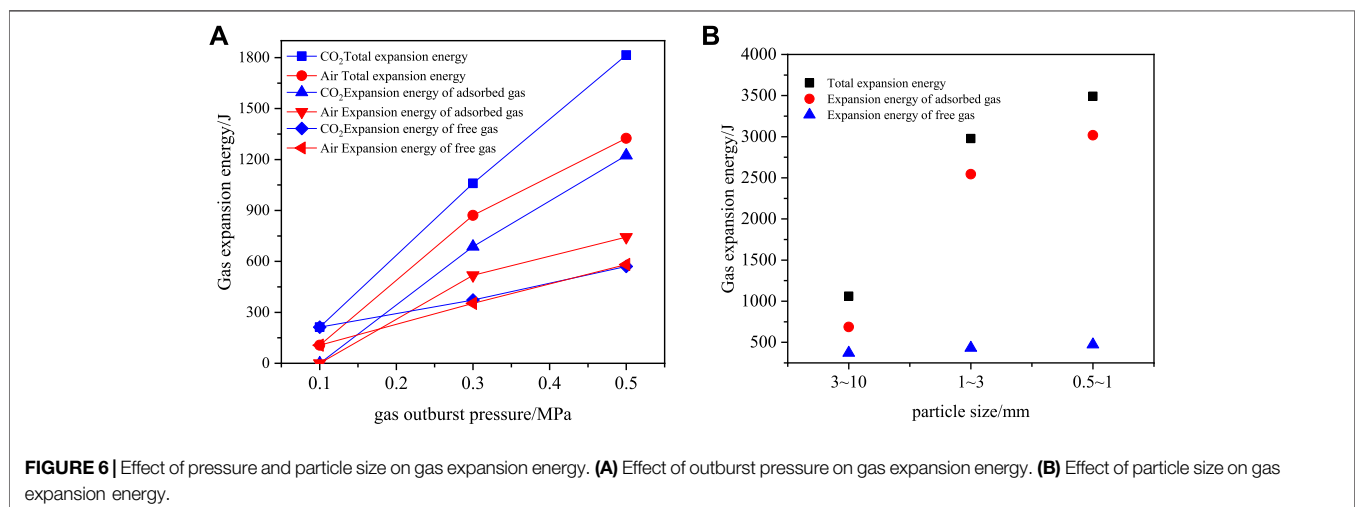 A
CO₂Total expansion energy
Air Total expansion energy
CO₂Expansion energy of adsorbed gas
Air Expansion energy of adsorbed gas
CO₂Expansion energy of free gas
Air Expansion energy of free gas
Gas expansion energy/J
1800
1500
1200
900
600
300
0
0.1 0.2 0.3 0.4 0.5
gas outburst pressure/MPa
B
Total expansion energy
Expansion energy of adsorbed gas
Expansion energy of free gas
Gas expansion energy/J
4000
3500
3000
2500
2000
1500
1000
500
3~10 1~3 0.5~1
particle size/mm
FIGURE 6 | Effect of pressure and particle size on gas expansion energy. (A) Effect of outburst pressure on gas expansion energy. (B) Effect of particle size on gas
expansion energy.